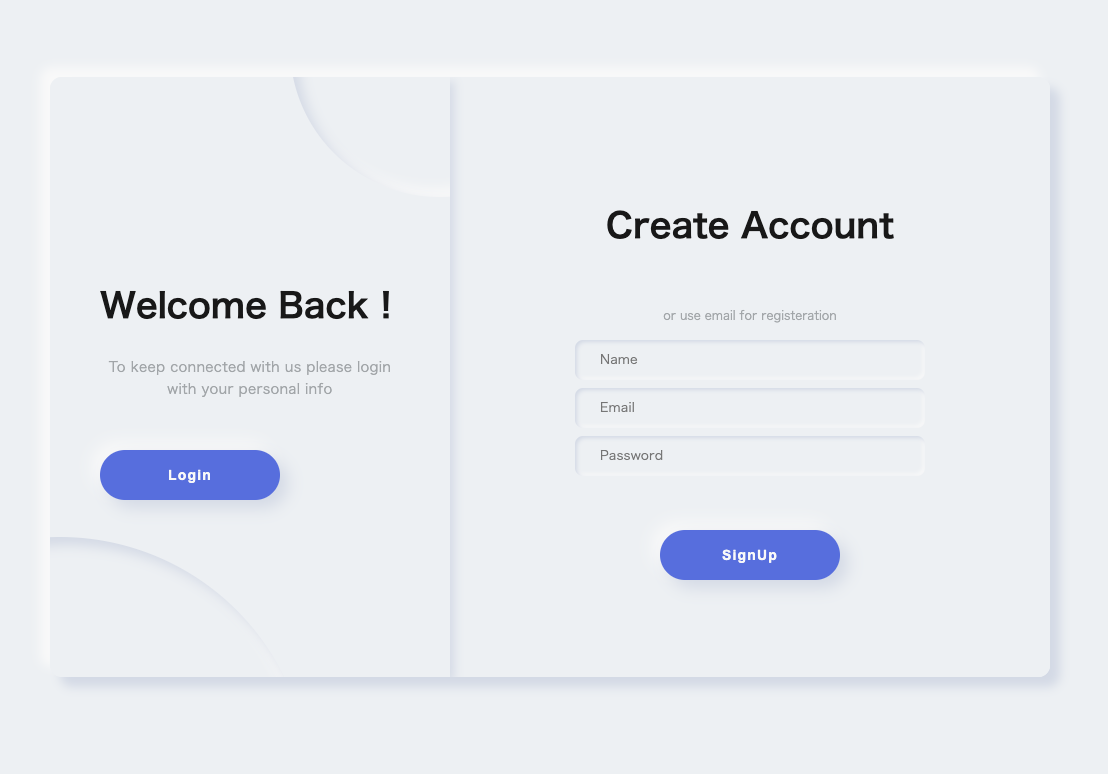 Welcome Back !
To keep connected with us please login
with your personal info
Login
Create Account
or use email for registeration
Name
Email
Password
SignUp